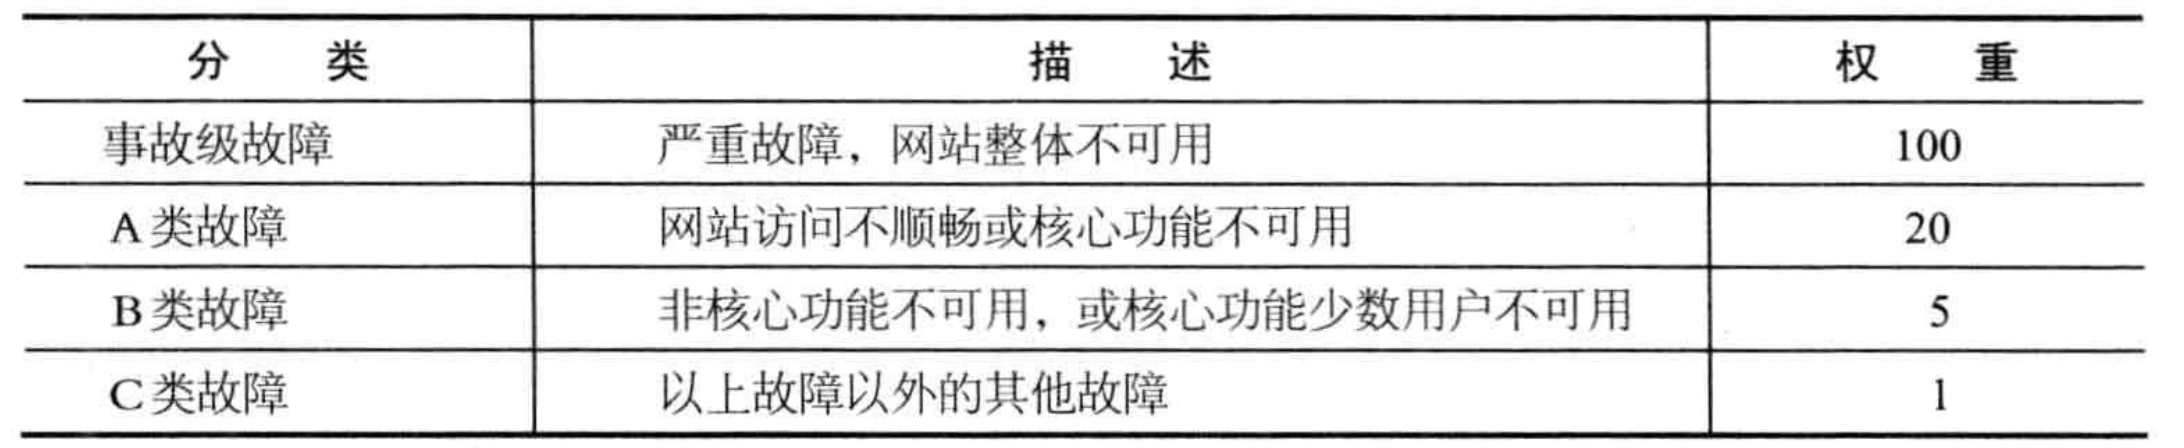 分 类 描 述 权 重
事故级故障 严重故障，网站整体不可用 100
A类故障 网站访问不顺畅或核心功能不可用 20
B类故障 非核心功能不可用，或核心功能少数用户不可用 5
C类故障 以上故障以外的其他故障 1